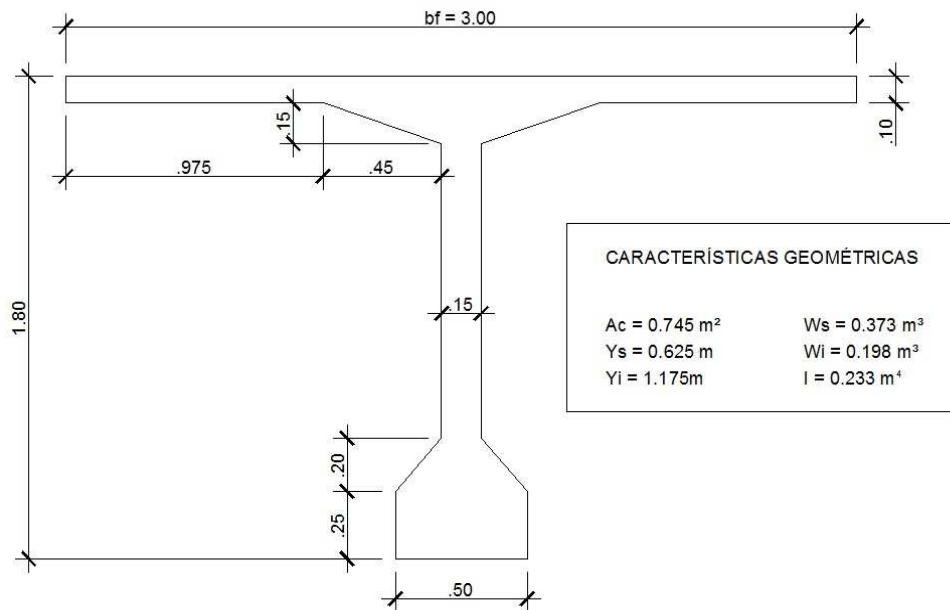 bf = 3.00
.15
.10
.975
.45
1.80
.15
CARACTERÍSTICAS GEOMÉTRICAS
Ac = 0.745 m² Ws = 0.373 m³
Ys = 0.625 m Wi = 0.198 m³
Yi = 1.175m I = 0.233 m⁴
.20
.25
.50